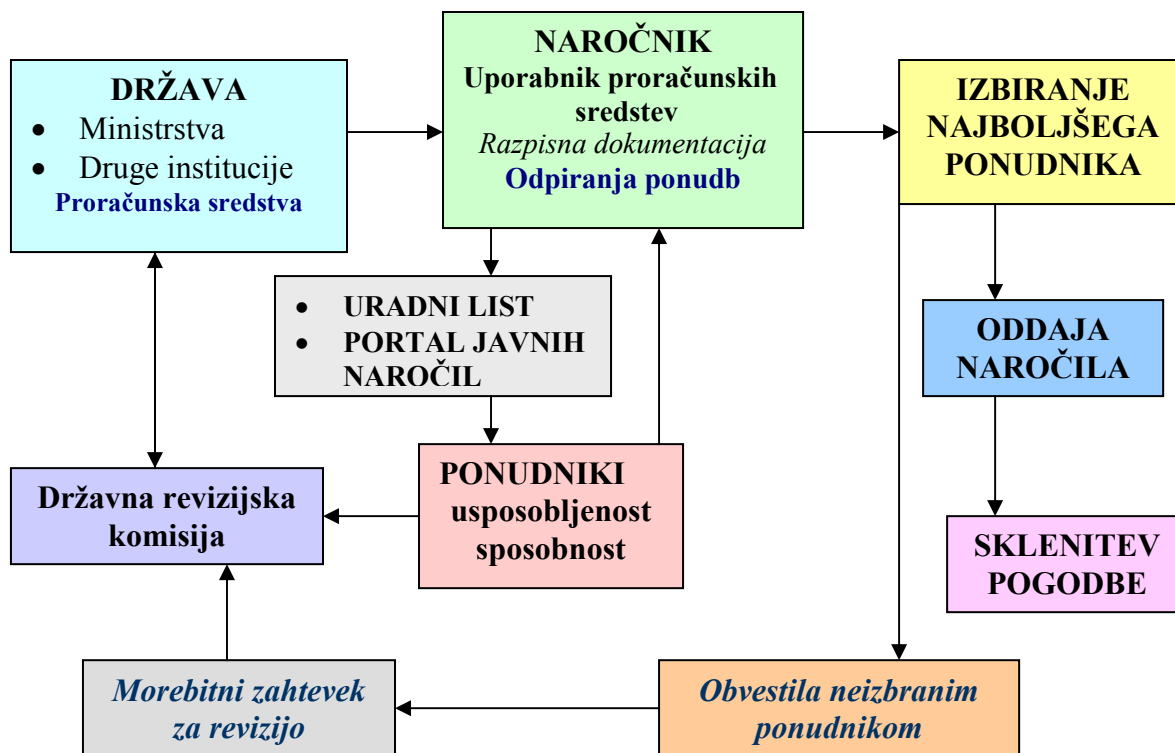 DRŽAVA
• Ministrstva
• Druge institucije
Proračunska sredstva
NAROČNIK
Uporabnik proračunskih
sredstev
Razpisna dokumentacija
Odpiranja ponudb
IZBIRANJE
NAJBOLJŠEGA
PONUDNIKA
• URADNI LIST
• PORTAL JAVNIH
NAROČIL
ODDAJA
NAROČILA
Državna revizijska
komisija
PONUDNIKI
usposobljenost
sposobnost
SKLENITEV
POGODBE
Morebitni zahtevek
za revizijo
Obvestila neizbranim
ponudnikom